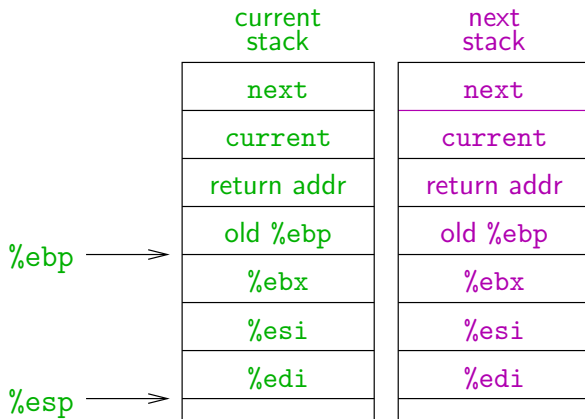 current
stack
next
stack
next
next
current
current
return addr
return addr
old %ebp
old %ebp
%ebp
%ebx
%ebx
%esi
%esi
%edi
%edi
%esp